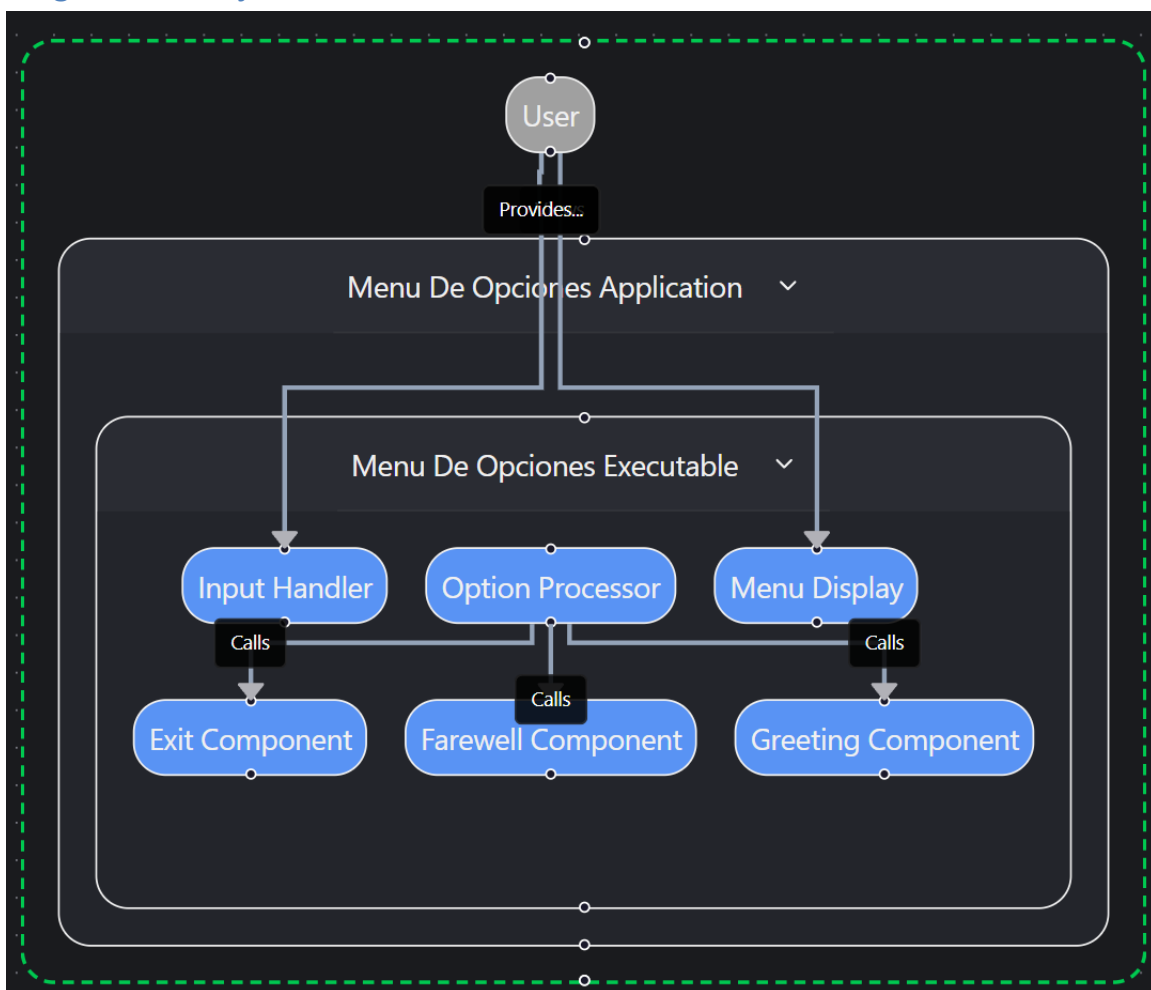 User
Provides...
Menu De Opciones Application
Menu De Opciones Executable
Input Handler
Option Processor
Menu Display
Calls
Calls
Calls
Exit Component
Farewell Component
Greeting Component